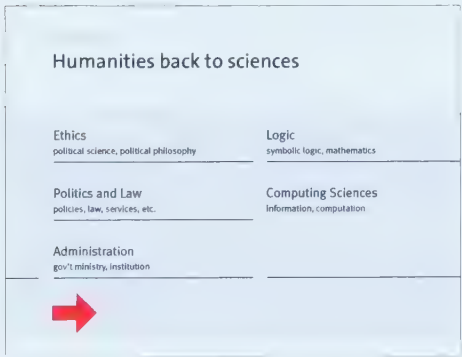 Humanities back to sciences
Ethics
political science, political philosophy
Logic
symbolic logic, mathematics
Politics and Law
policies, law, services, etc.
Computing Sciences
information, computation
Administration
gov't ministry, institution